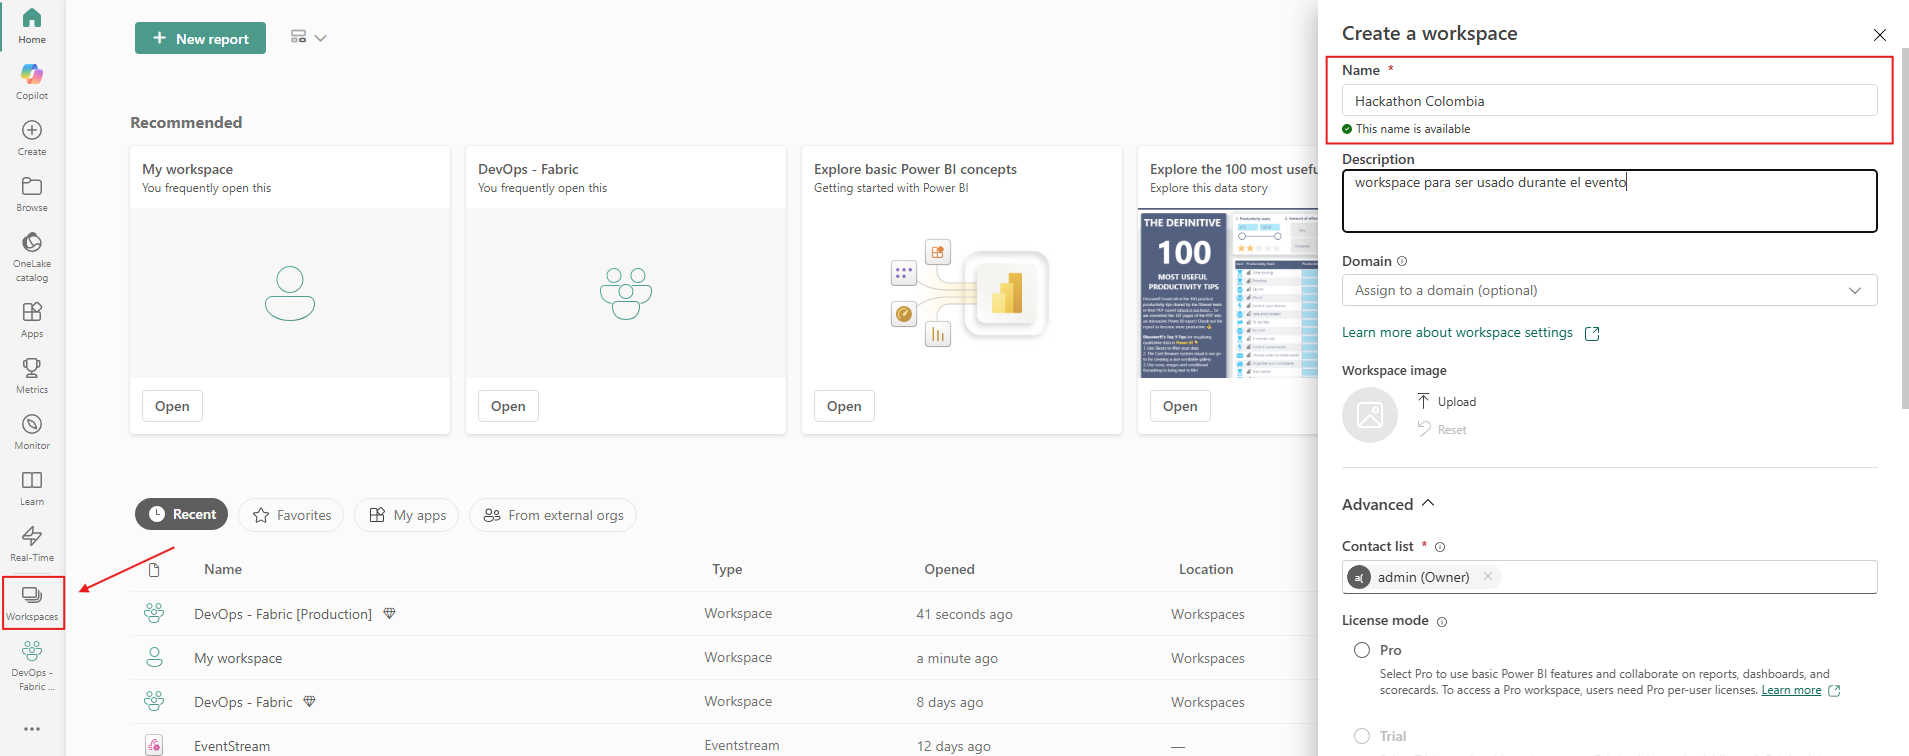 Home
Copilot
Create
Browse
OneLake
catalog
Apps
Metrics
Monitor
Learn
Real-Time
Workspaces
DevOps -
Fabric ...
New report
Recommended
My workspace
You frequently open this
Open
DevOps - Fabric
You frequently open this
Open
Explore basic Power BI concepts
Getting started with Power BI
Open
Explore the 100 most usefu
Explore this data story
THE DEFINITIVE
100
MOST USEFUL
PRODUCTIVITY TIPS
Open
Recent
Favorites
My apps
From external orgs
Name Type Opened Location
DevOps - Fabric [Production] Workspace 41 seconds ago Workspaces
My workspace Workspace a minute ago Workspaces
DevOps - Fabric Workspace 8 days ago Workspaces
EventStream Eventstream 12 days ago —
Create a workspace
Name *
Hackathon Colombia
This name is available
Description
workspace para ser usado durante el evento
Domain
Assign to a domain (optional)
Learn more about workspace settings
Workspace image
Upload
Reset
Advanced
Contact list *
a( admin (Owner)
License mode
Pro
Select Pro to use basic Power BI features and collaborate on reports, dashboards, and
scorecards. To access a Pro workspace, users need Pro per-user licenses. Learn more
Trial